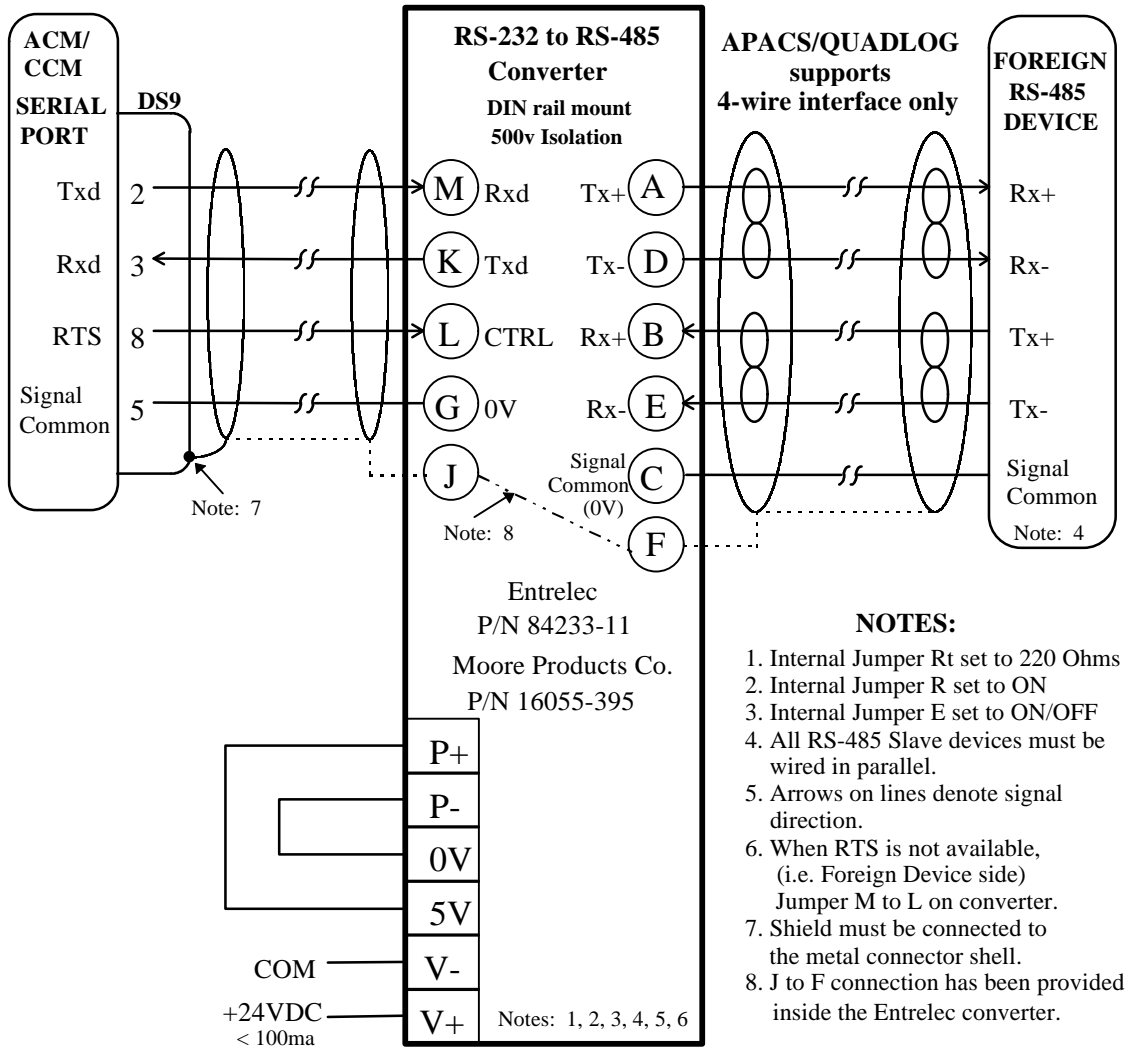 ACM/
CCM
SERIAL
PORT
DS9
Txd 2
Rxd 3
RTS 8
Signal
Common 5
Note: 7
RS-232 to RS-485
Converter
DIN rail mount
500v Isolation
M Rxd
K Txd
L CTRL
G 0V
J
Note: 8
Tx+ A
Tx- D
Rx+ B
Rx- E
Signal
Common
(0V) C
F
Entrelec
P/N 84233-11
Moore Products Co.
P/N 16055-395
P+
P-
0V
5V
COM V-
+24VDC V+
< 100ma
Notes: 1, 2, 3, 4, 5, 6
APACS/QUADLOG
supports
4-wire interface only
FOREIGN
RS-485
DEVICE
Rx+
Rx-
Tx+
Tx-
Signal
Common
Note: 4
NOTES:
1. Internal Jumper Rt set to 220 Ohms
2. Internal Jumper R set to ON
3. Internal Jumper E set to ON/OFF
4. All RS-485 Slave devices must be
wired in parallel.
5. Arrows on lines denote signal
direction.
6. When RTS is not available,
(i.e. Foreign Device side)
Jumper M to L on converter.
7. Shield must be connected to
the metal connector shell.
8. J to F connection has been provided
inside the Entrelec converter.